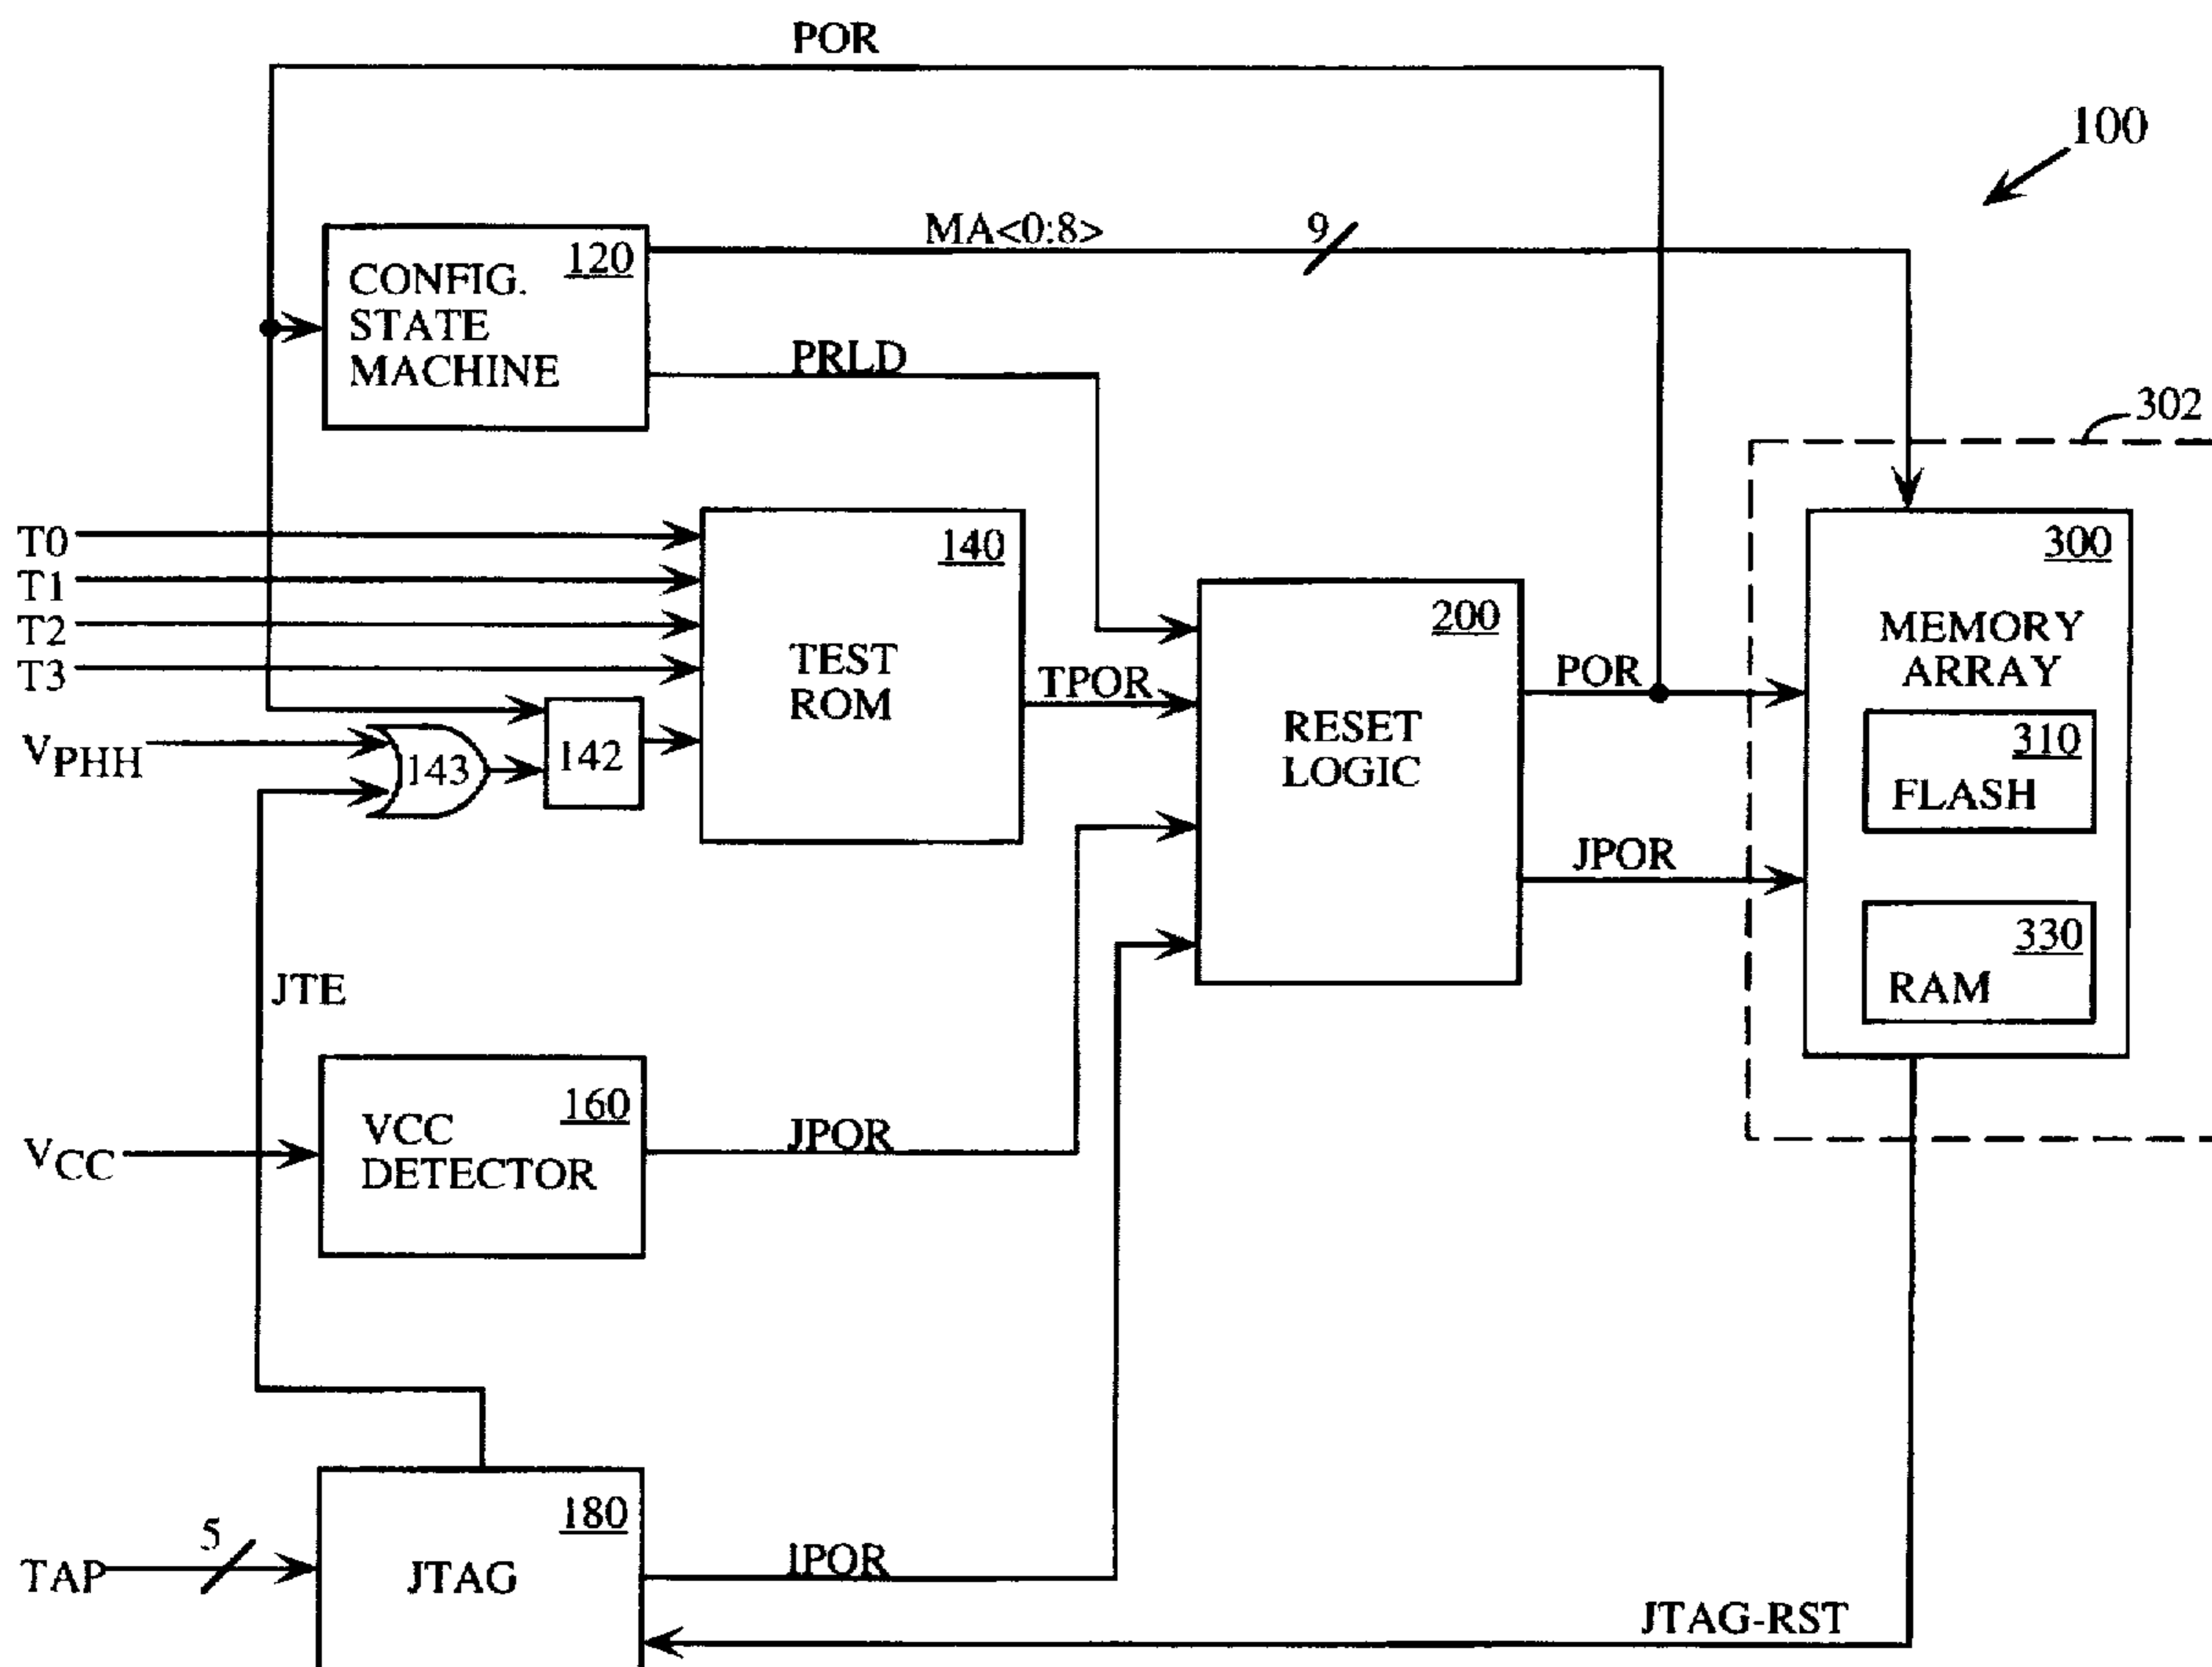 POR
100
MA<0:8>
9
120
CONFIG.
STATE
MACHINE
PRLD
302
T0
T1
T2
T3
140
TEST
ROM
TPOR
200
RESET
LOGIC
POR
JPOR
300
MEMORY
ARRAY
310
FLASH
330
RAM
VPHH
143
142
JTE
VCC
160
VCC
DETECTOR
JPOR
TAP
5
180
JTAG
IPOR
JTAG-RST